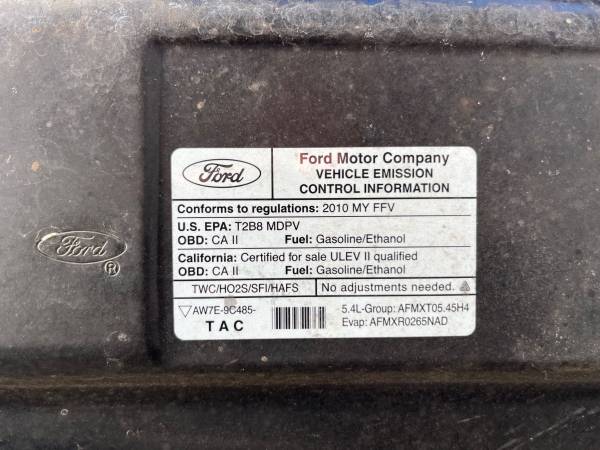 Ford
Ford Motor Company
VEHICLE EMISSION
CONTROL INFORMATION
Conforms to regulations: 2010 MY FFV
U.S. EPA: T2B8 MDPV
OBD: CA II Fuel: Gasoline/Ethanol
California: Certified for sale ULEV II qualified
OBD: CA II Fuel: Gasoline/Ethanol
TWC/HO2S/SFI/HAFS No adjustments needed.
AW7E-9C485- 5.4L-Group: AFMXT05.45H4
TAC Evap: AFMXR0265NAD
Ford ®